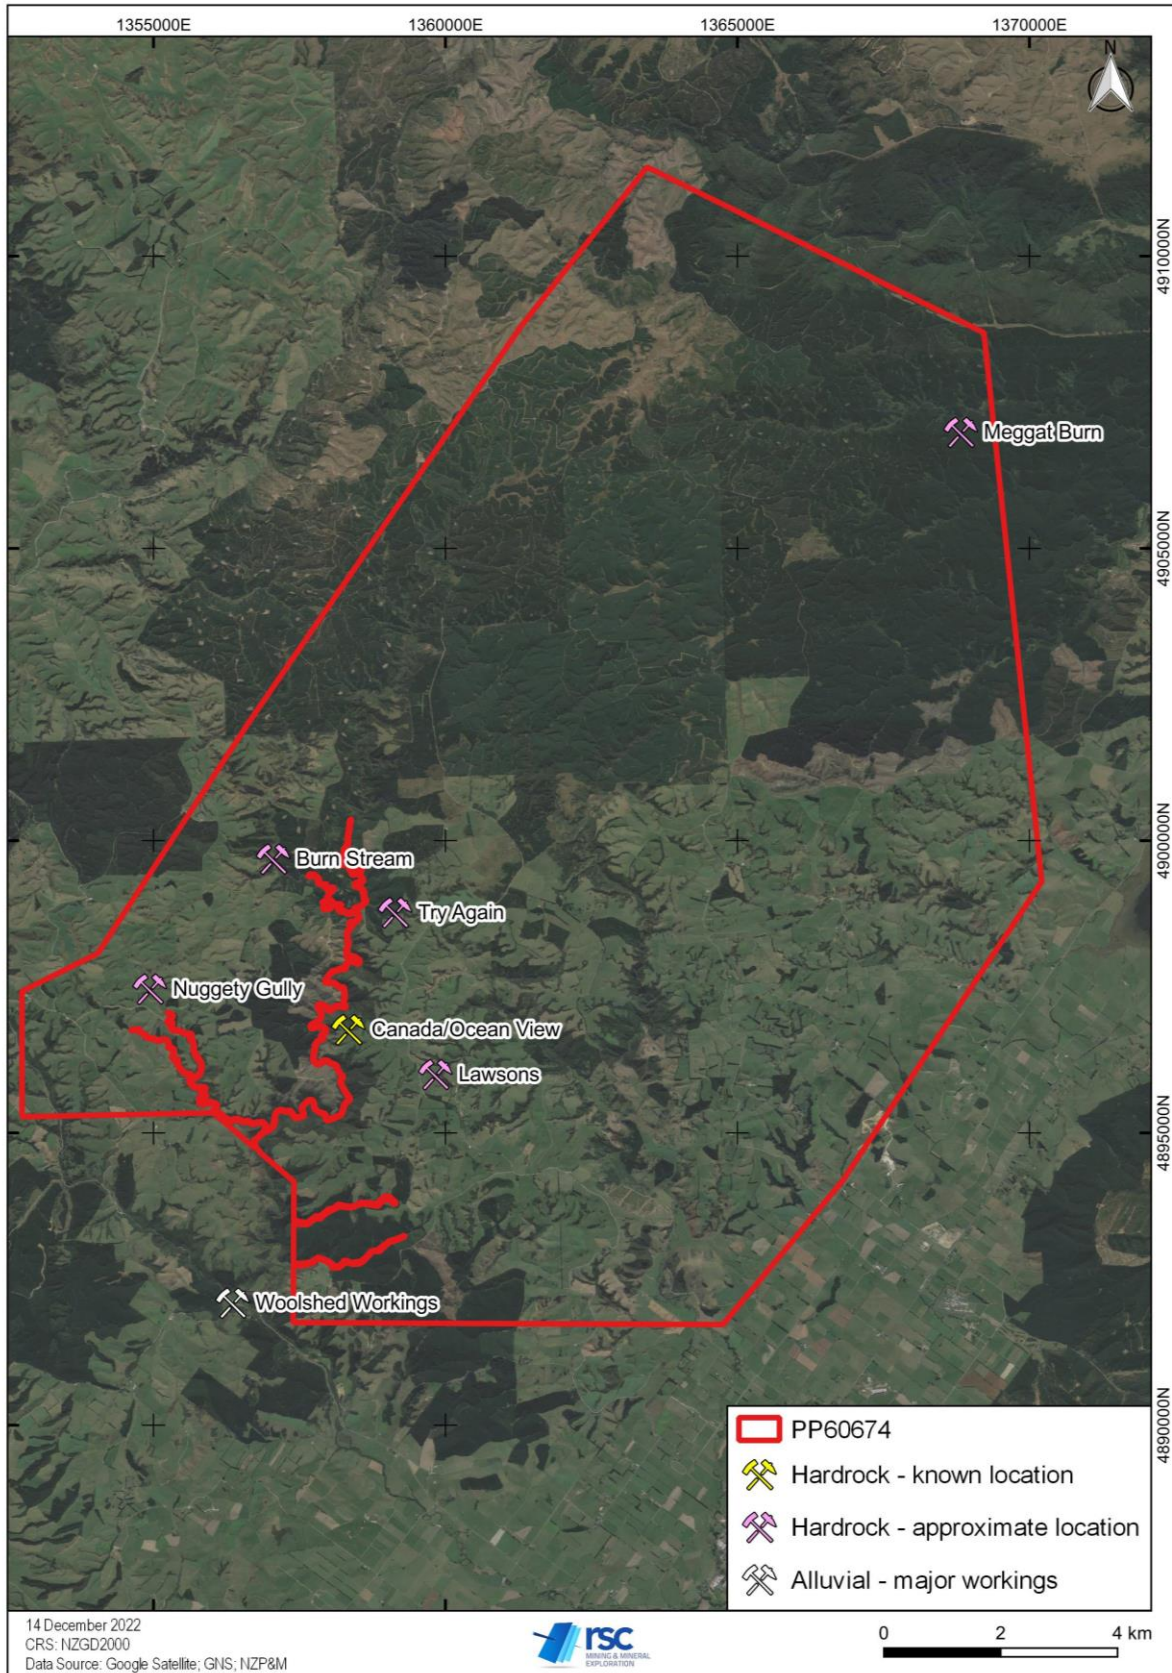 1355000E 1360000E 1365000E 1370000E
N
4910000N
Meggat Burn
4905000N
4900000N
Burn Stream
Try Again
Nuggety Gully
Canada/Ocean View
Lawsons
4895000N
Woolshed Workings
4890000N
PP60674
Hardrock - known location
Hardrock - approximate location
Alluvial - major workings
14 December 2022
CRS: NZGD2000
Data Source: Google Satellite; GNS; NZP&M
rsc
MINING & MINERAL
EXPLORATION
0 2 4 km